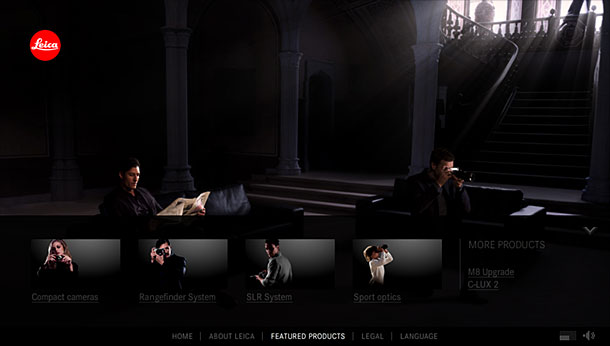 Leica
MORE PRODUCTS
M8 Upgrade
C-LUX 2
Compact cameras
Rangefinder System
SLR System
Sport optics
HOME | ABOUT LEICA | FEATURED PRODUCTS | LEGAL | LANGUAGE